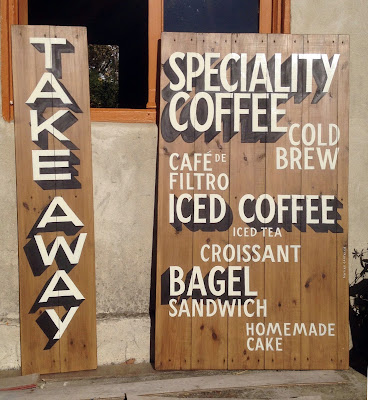 TAKE AWAY
SPECIALITY
COFFEE
COLD
BREW
CAFÉ DE
FILTRO
ICED COFFEE
ICED TEA
CROISSANT
BAGEL
SANDWICH
HOMEMADE
CAKE